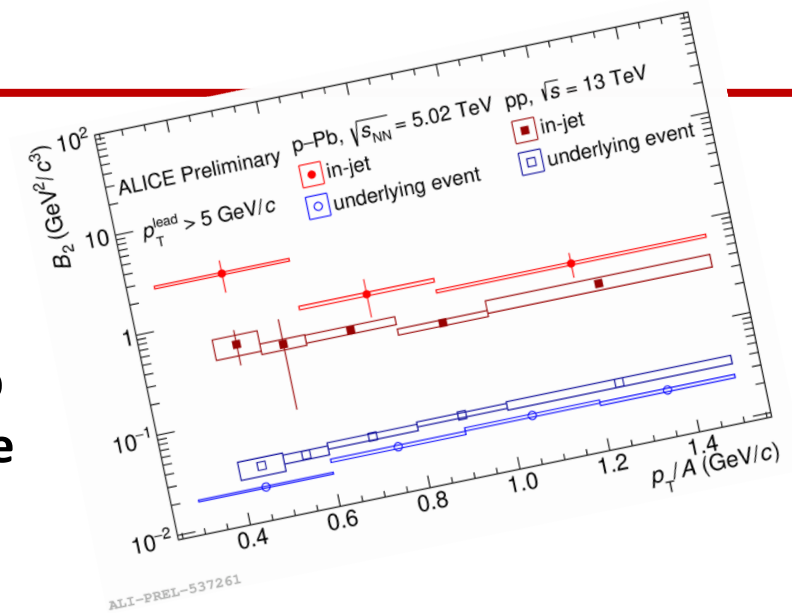 ALICE Preliminary
p_T^lead > 5 GeV/c
p–Pb, √s_NN = 5.02 TeV
in-jet
underlying event
pp, √s = 13 TeV
in-jet
underlying event
B_2 (GeV^2/c^3)
10^2
10
1
10^-1
10^-2
0.4 0.6 0.8 1.0 1.2 1.4
p_T/A (GeV/c)
ALI-PREL-537261